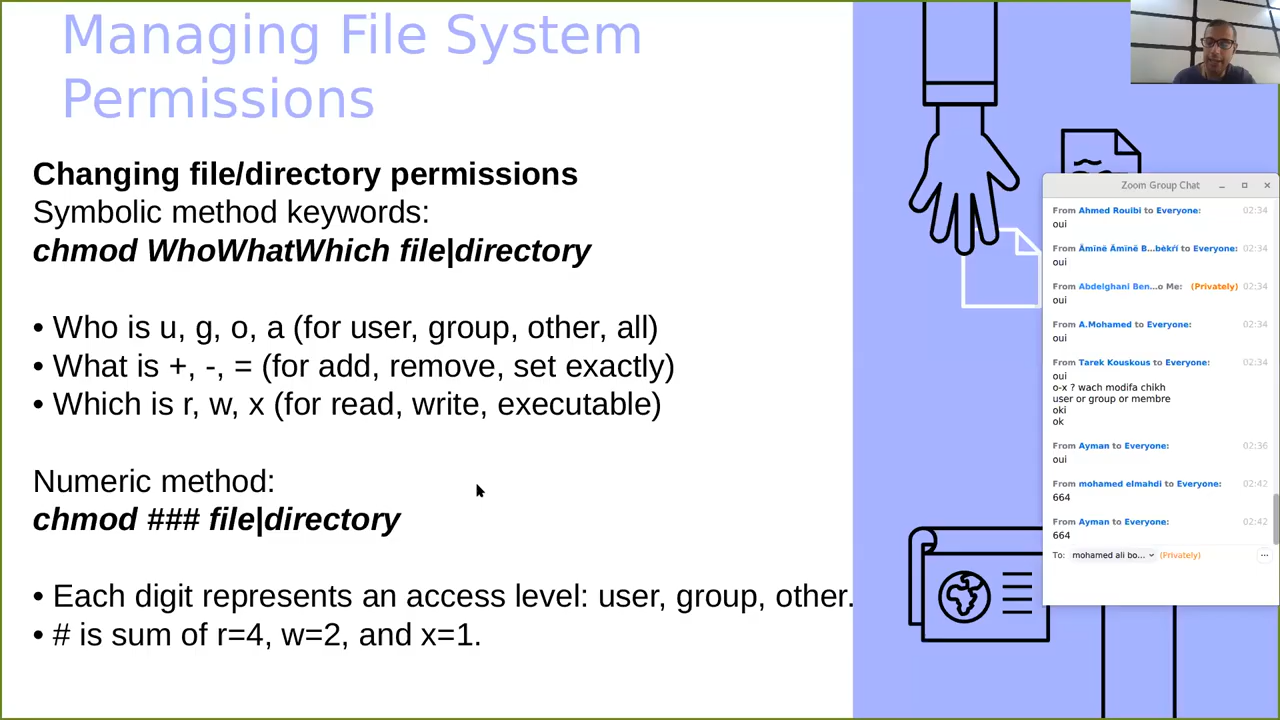 Managing File System
Permissions
Changing file/directory permissions
Symbolic method keywords:
chmod WhoWhatWhich file|directory
• Who is u, g, o, a (for user, group, other, all)
• What is +, -, = (for add, remove, set exactly)
• Which is r, w, x (for read, write, executable)
Numeric method:
chmod ### file|directory
• Each digit represents an access level: user, group, other.
• # is sum of r=4, w=2, and x=1.
Zoom Group Chat
From Ahmed Rouibi to Everyone: 02:34
oui
From Āmïnë Āmïnë B...bèkŕï to Everyone: 02:34
oui
From Abdelghani Ben...o Me: (Privately) 02:34
oui
From A.Mohamed to Everyone: 02:34
oui
From Tarek Kouskous to Everyone: 02:34
oui
o-x ? wach modifa chikh
user or group or membre
oki
ok
From Ayman to Everyone: 02:36
oui
From mohamed elmahdi to Everyone: 02:42
664
From Ayman to Everyone: 02:42
664
To: mohamed ali bo... (Privately) ...